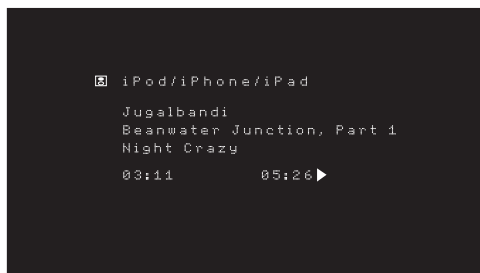 iPod/iPhone/iPad
Jugalbandi
Beanwater Junction, Part 1
Night Crazy
03:11 05:26